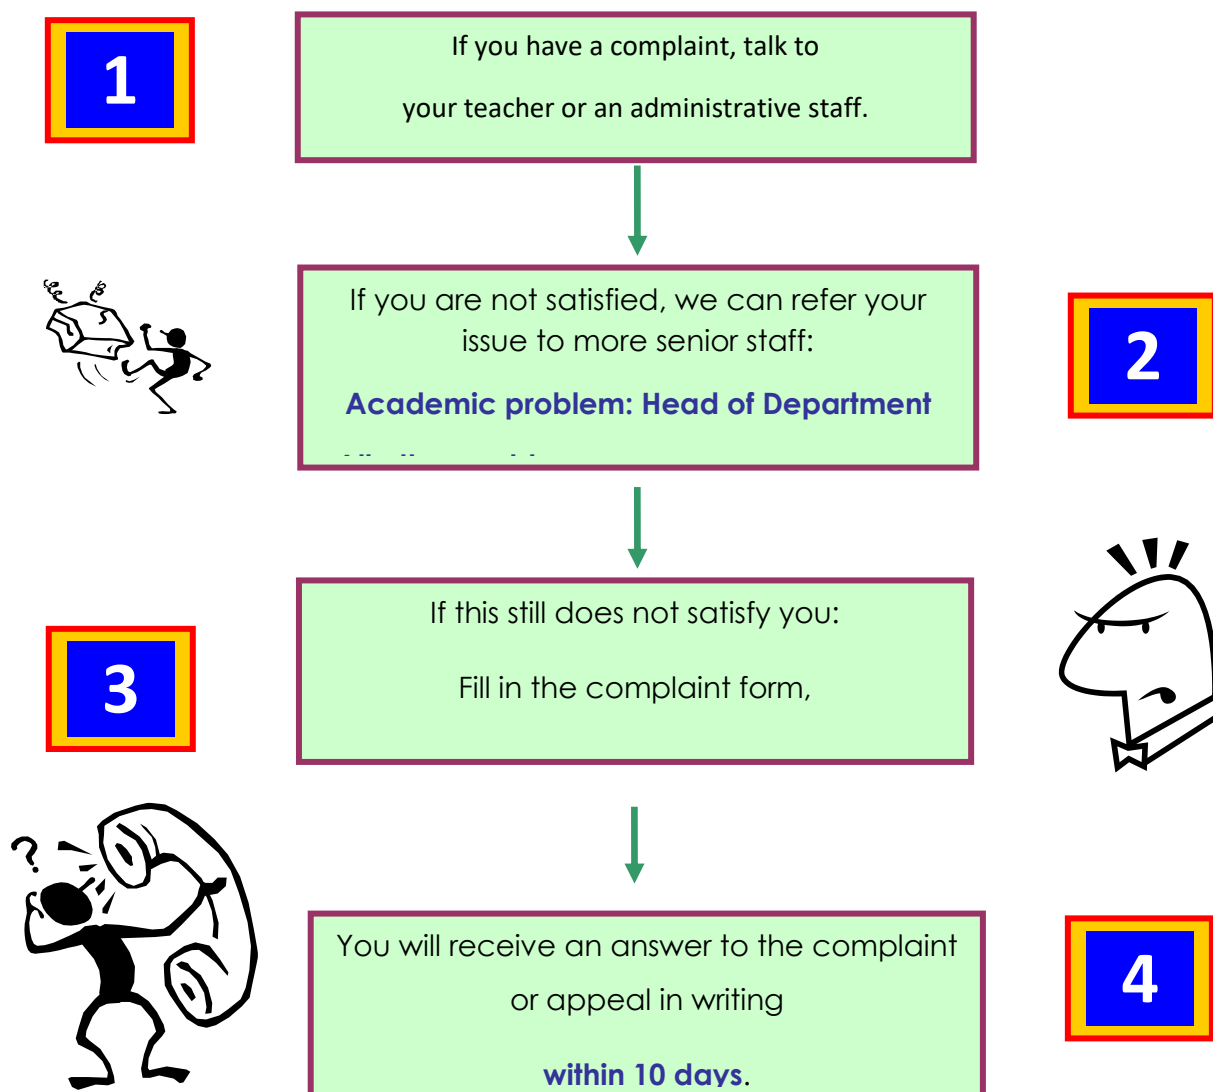 1
If you have a complaint, talk to
your teacher or an administrative staff.
If you are not satisfied, we can refer your
issue to more senior staff:
Academic problem: Head of Department
2
If this still does not satisfy you:
Fill in the complaint form,
3
?
You will receive an answer to the complaint
or appeal in writing
within 10 days.
4